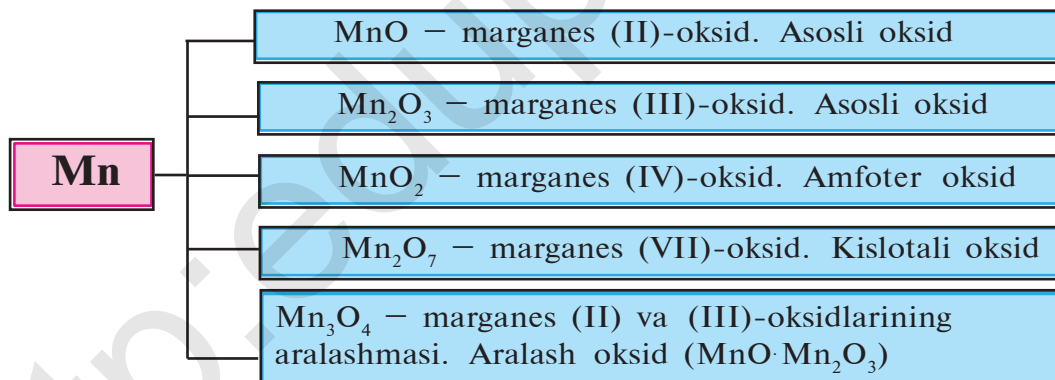 MnO – marganes (II)-oksid. Asosli oksid
Mn₂O₃ – marganes (III)-oksid. Asosli oksid
Mn
MnO₂ – marganes (IV)-oksid. Amfoter oksid
Mn₂O₇ – marganes (VII)-oksid. Kislotali oksid
Mn₃O₄ – marganes (II) va (III)-oksidlarining
aralashmasi. Aralash oksid (MnO·Mn₂O₃)